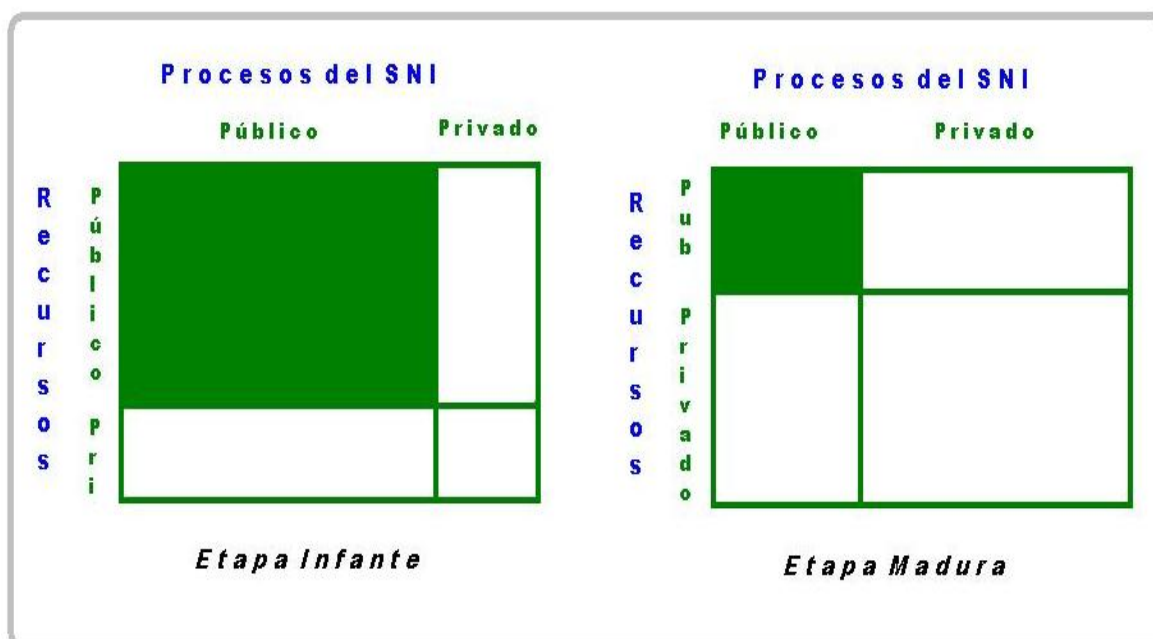 Procesos del SNI
Público Privado
Recursos
Público
Pri
Etapa Infante
Procesos del SNI
Público Privado
Recursos
Pub
Privado
Etapa Madura